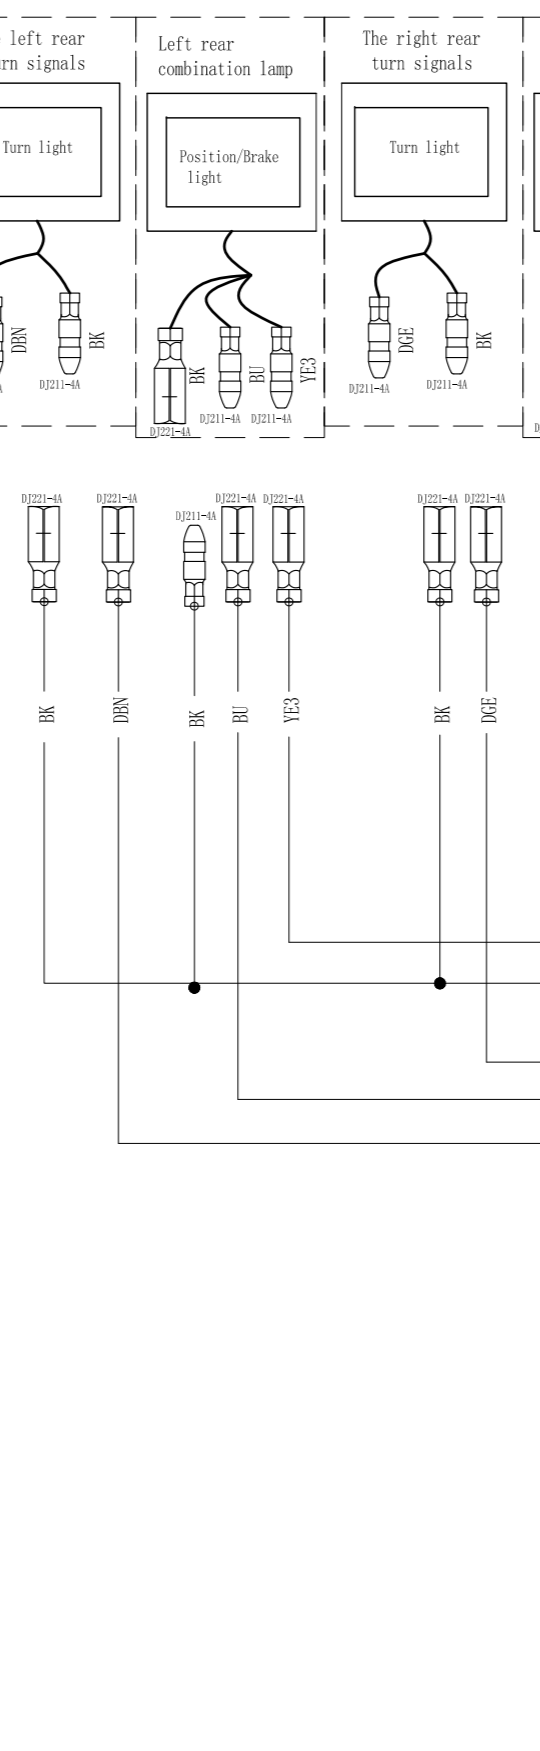 left rear
rn signals
Turn light
DBN
BK
DJ211-4A
Left rear
combination lamp
Position/Brake
light
BK
BU
YE3
DJ221-4A
DJ211-4A
DJ211-4A
The right rear
turn signals
Turn light
DGE
BK
DJ211-4A
DJ211-4A
DJ221-4A
DJ221-4A
DJ211-4A
DJ221-4A
DJ221-4A
DJ221-4A
DJ221-4A
BK
DBN
BK
BU
YE3
BK
DGE